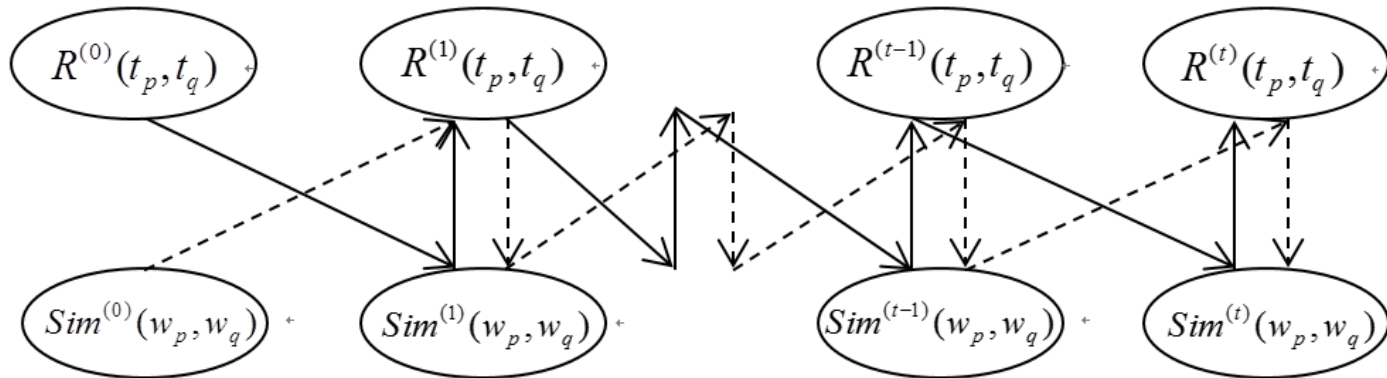 R^{(0)}(t_p, t_q) R^{(1)}(t_p, t_q) R^{(t-1)}(t_p, t_q) R^{(t)}(t_p, t_q)
Sim^{(0)}(w_p, w_q) Sim^{(1)}(w_p, w_q) Sim^{(t-1)}(w_p, w_q) Sim^{(t)}(w_p, w_q)